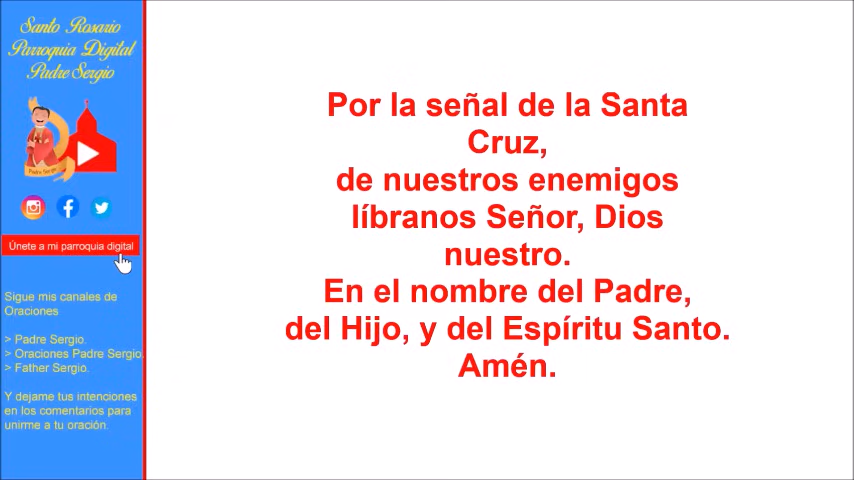 Santo Rosario
Parroquia Digital
Padre Sergio
Padre Sergio
Únete a mi parroquia digital
Sigue mis canales de
Oraciones
> Padre Sergio.
> Oraciones Padre Sergio.
> Father Sergio.
Y dejame tus intenciones
en los comentarios para
unirme a tu oración.
Por la señal de la Santa
Cruz,
de nuestros enemigos
líbranos Señor, Dios
nuestro.
En el nombre del Padre,
del Hijo, y del Espíritu Santo.
Amén.